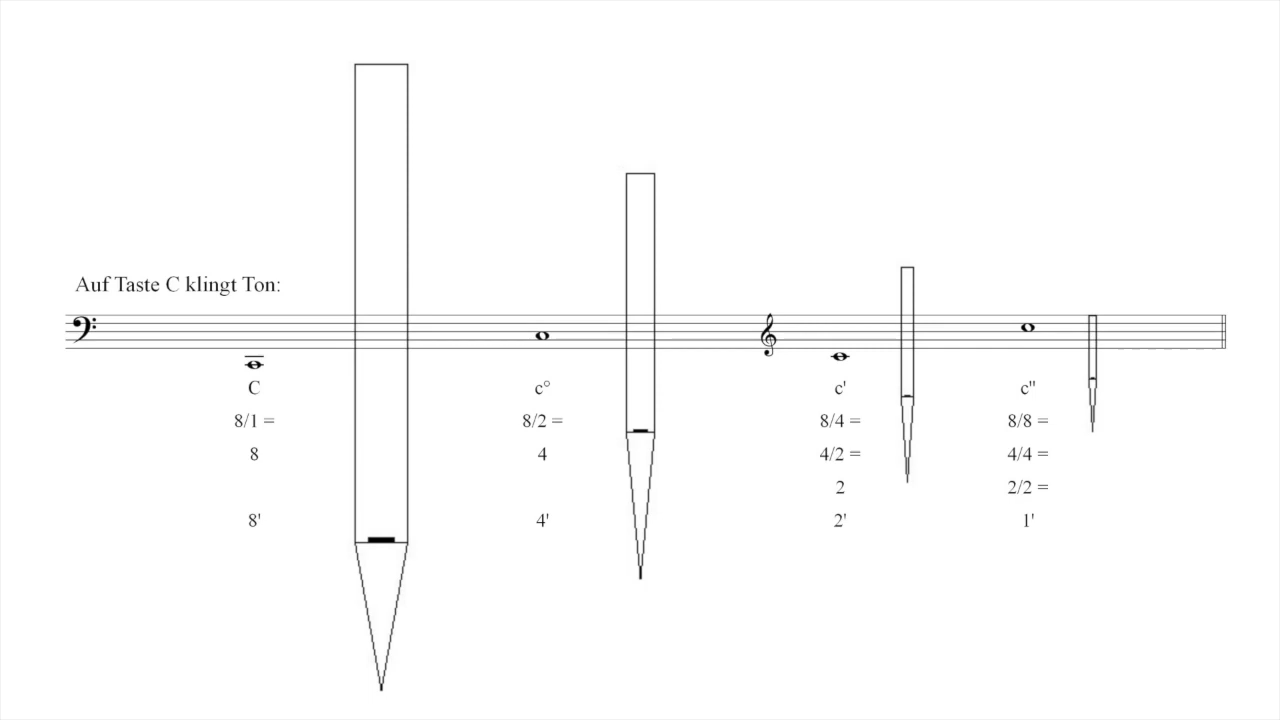 Auf Taste C klingt Ton:
C c° c' c"
8/1 = 8/2 = 8/4 = 8/8 =
8 4 4/2 = 4/4 =
2 2/2 =
8' 4' 2' 1'